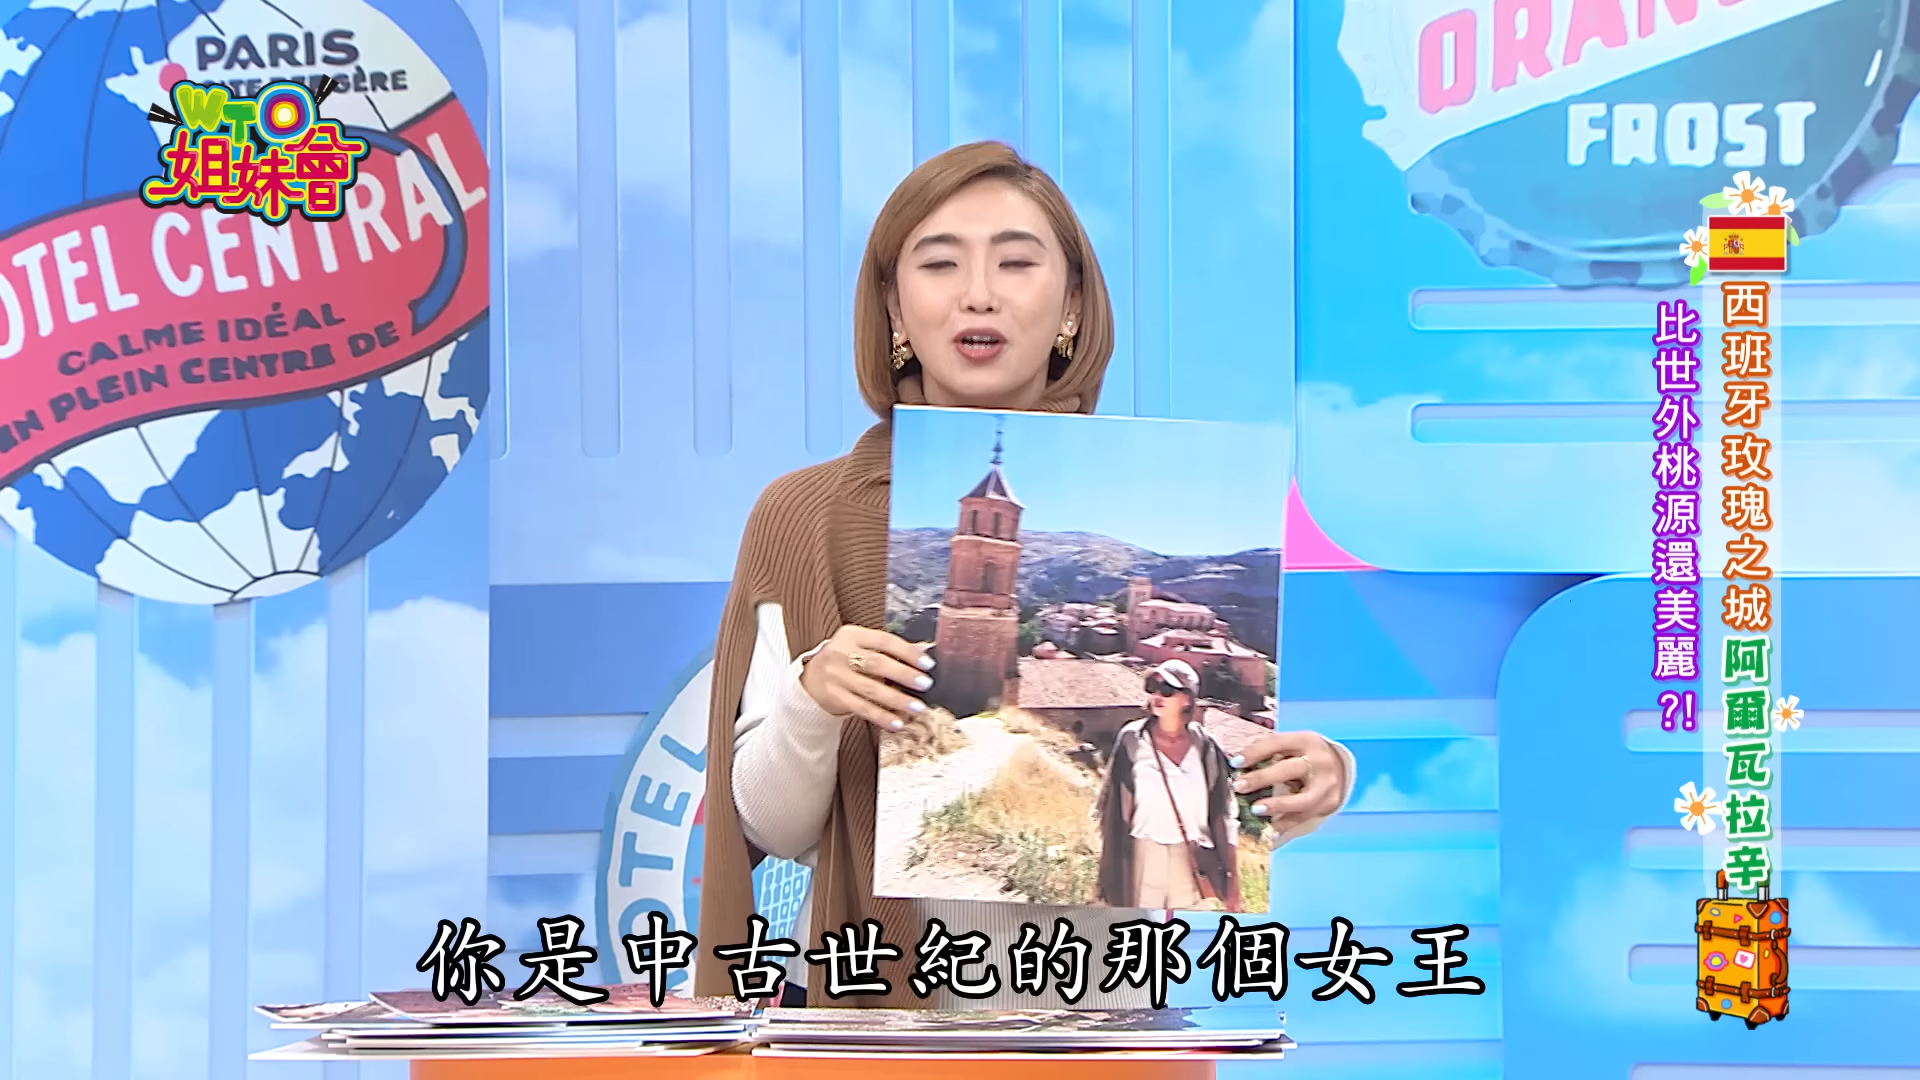 PARIS
WTO
姐妹會
HOTEL CENTRAL
CALME IDÉAL
EN PLEIN CENTRE DE
FROST
西班牙玫瑰之城阿爾瓦拉辛
比世外桃源還美麗?!
OTEL
你是中古世紀的那個女王